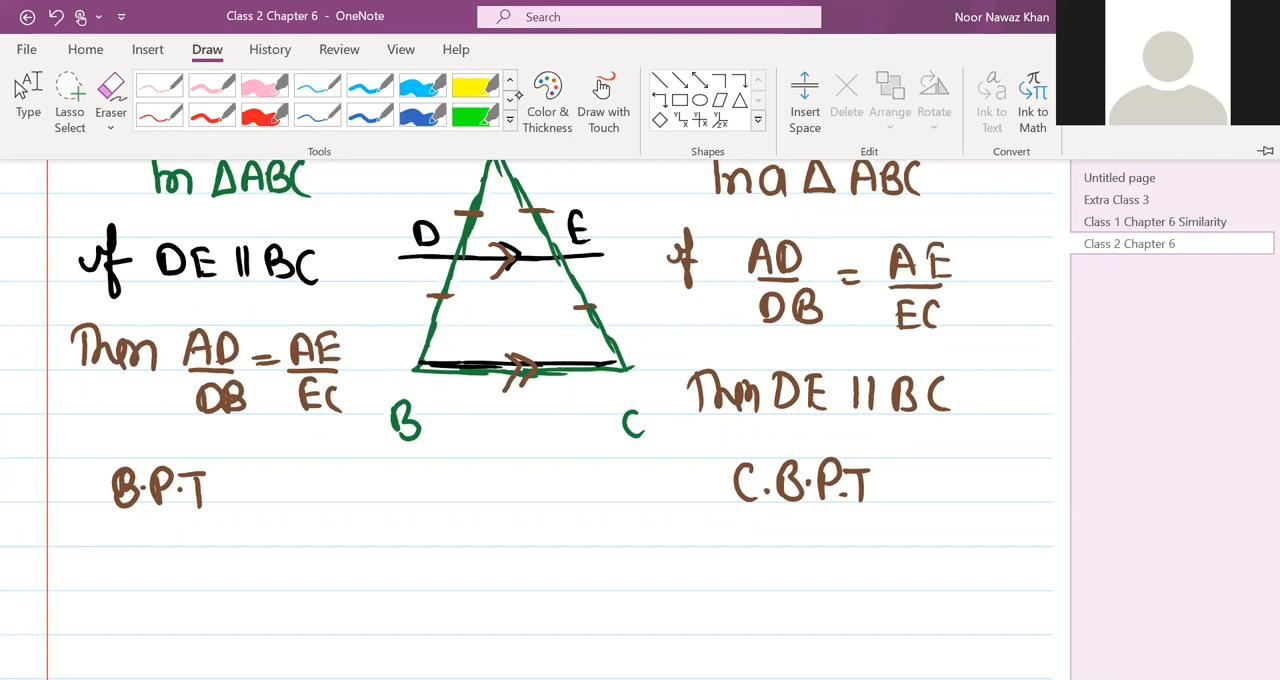 Class 2 Chapter 6 - OneNote
Search
Noor Nawaz Khan
File Home Insert Draw History Review View Help
Type
Lasso Select
Eraser
Color & Thickness
Draw with Touch
Insert Space
Delete
Arrange
Rotate
Ink to Text
Ink to Math
Tools
Shapes
Edit
Convert
Untitled page
Extra Class 3
Class 1 Chapter 6 Similarity
Class 2 Chapter 6
In △ABC
if DE || BC
Then AD/DB = AE/EC
B.P.T
D E
B C
In a △ ABC
if AD/DB = AE/EC
Then DE || BC
C.B.P.T